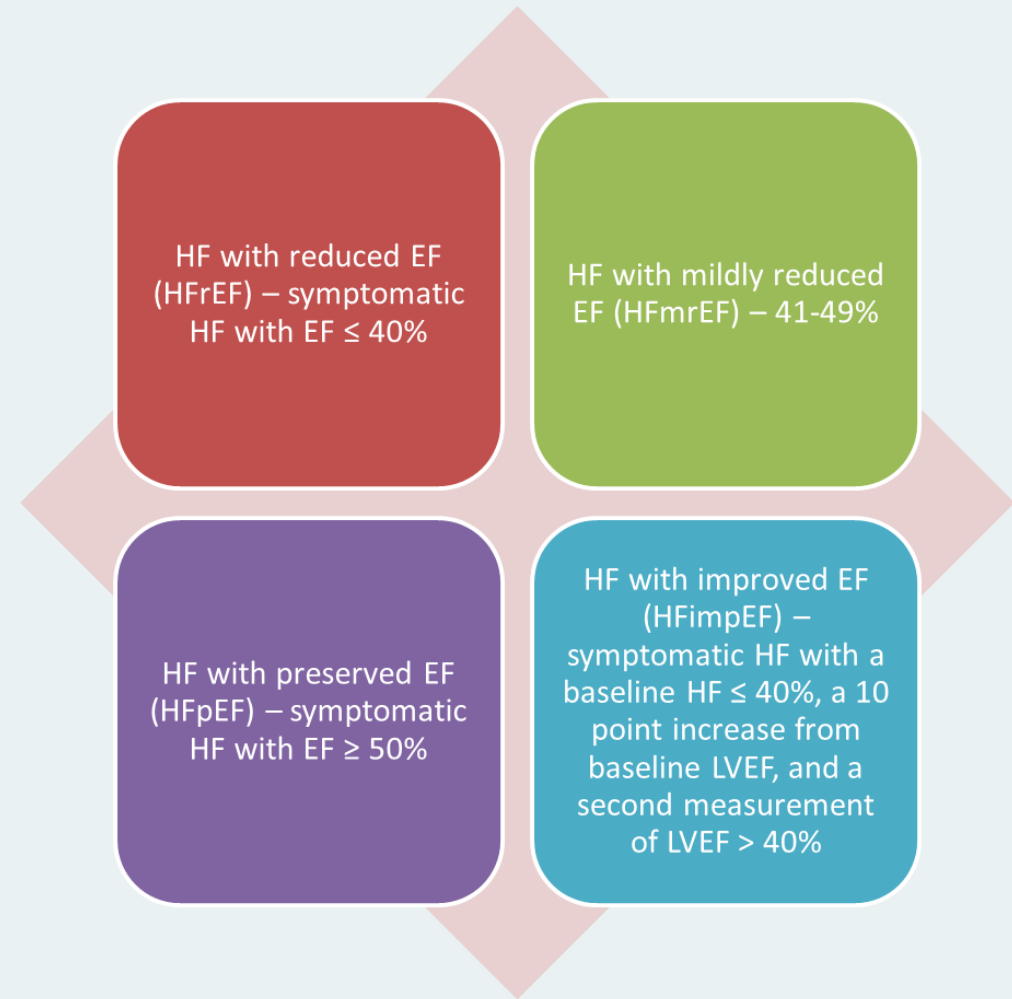 HF with reduced EF
(HFrEF) – symptomatic
HF with EF ≤ 40%
HF with mildly reduced
EF (HFmrEF) – 41-49%
HF with preserved EF
(HFpEF) – symptomatic
HF with EF ≥ 50%
HF with improved EF
(HFimpEF) –
symptomatic HF with a
baseline HF ≤ 40%, a 10
point increase from
baseline LVEF, and a
second measurement
of LVEF > 40%